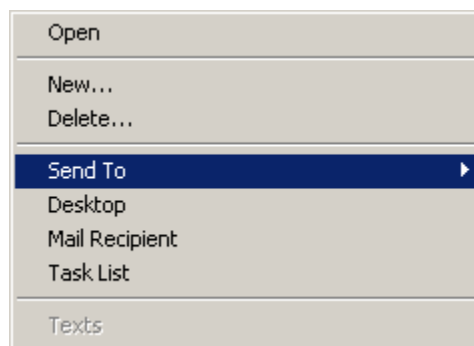 Open
New...
Delete...
Send To
Desktop
Mail Recipient
Task List
Texts